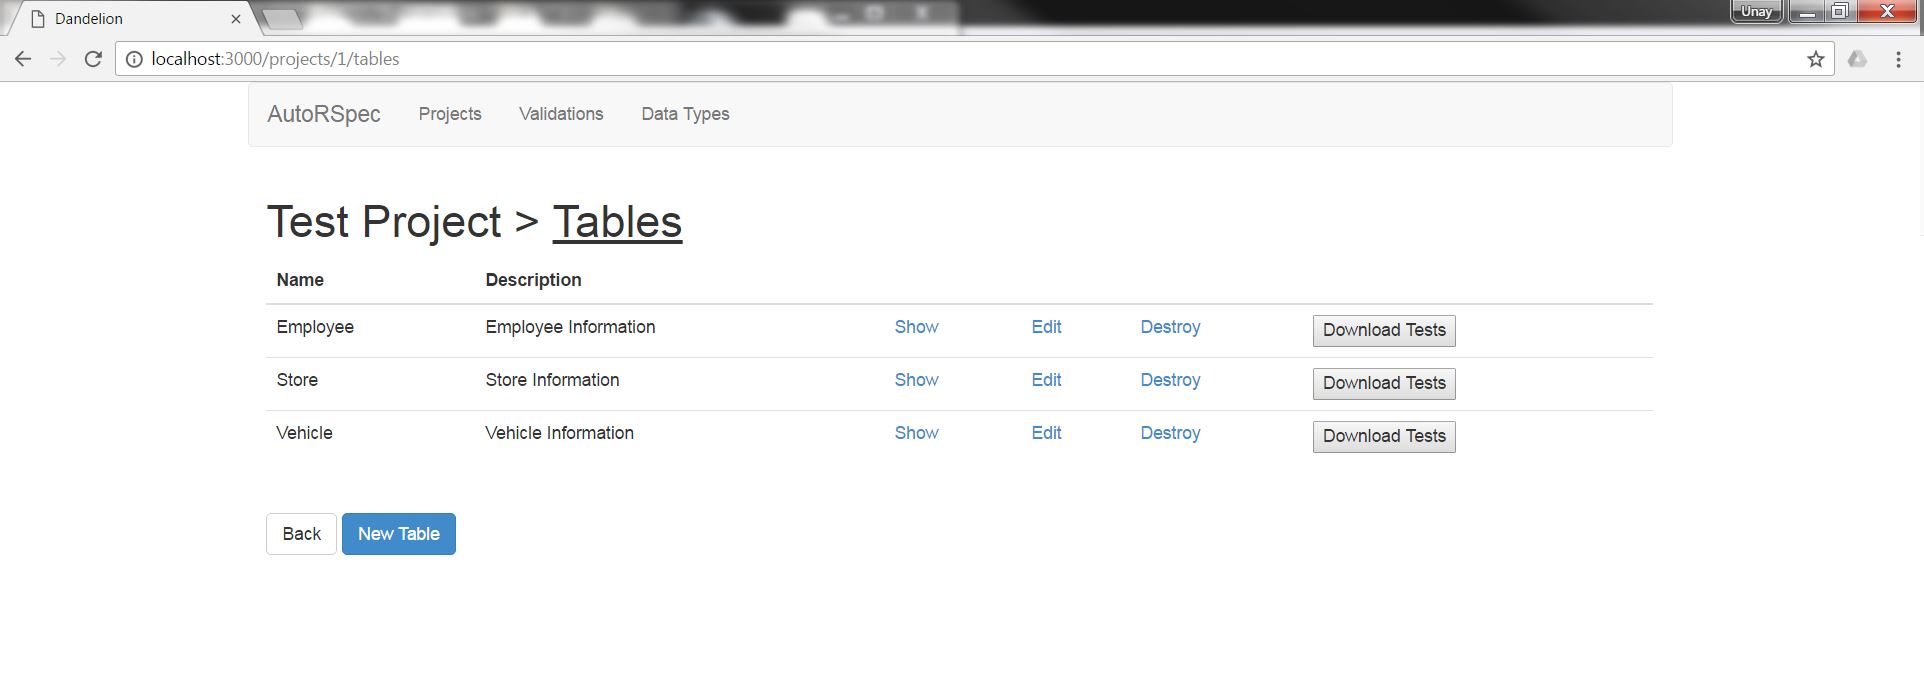 Dandelion
Unay
localhost:3000/projects/1/tables
AutoRSpec Projects Validations Data Types
Test Project > Tables
Name Description
Employee Employee Information Show Edit Destroy Download Tests
Store Store Information Show Edit Destroy Download Tests
Vehicle Vehicle Information Show Edit Destroy Download Tests
Back New Table